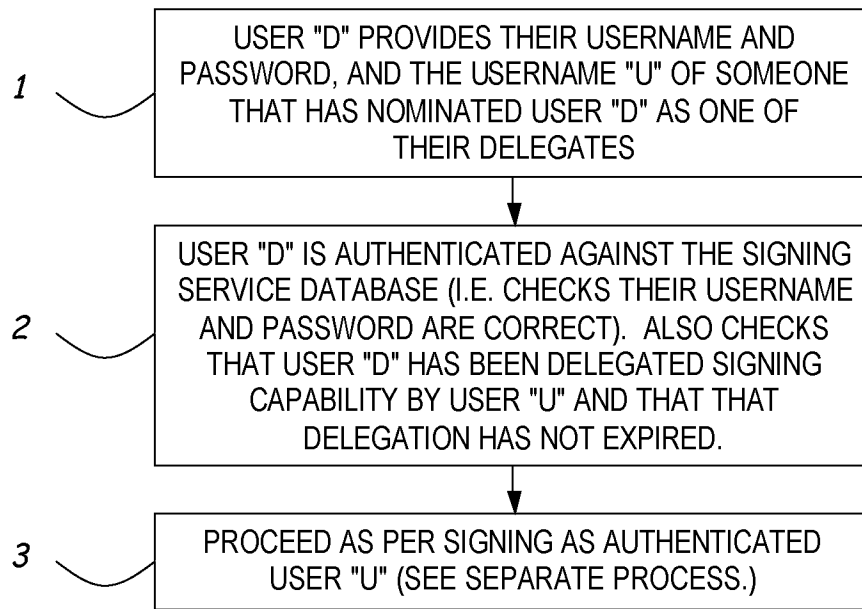 1
USER "D" PROVIDES THEIR USERNAME AND
PASSWORD, AND THE USERNAME "U" OF SOMEONE
THAT HAS NOMINATED USER "D" AS ONE OF
THEIR DELEGATES
2
USER "D" IS AUTHENTICATED AGAINST THE SIGNING
SERVICE DATABASE (I.E. CHECKS THEIR USERNAME
AND PASSWORD ARE CORRECT). ALSO CHECKS
THAT USER "D" HAS BEEN DELEGATED SIGNING
CAPABILITY BY USER "U" AND THAT THAT
DELEGATION HAS NOT EXPIRED.
3
PROCEED AS PER SIGNING AS AUTHENTICATED
USER "U" (SEE SEPARATE PROCESS.)